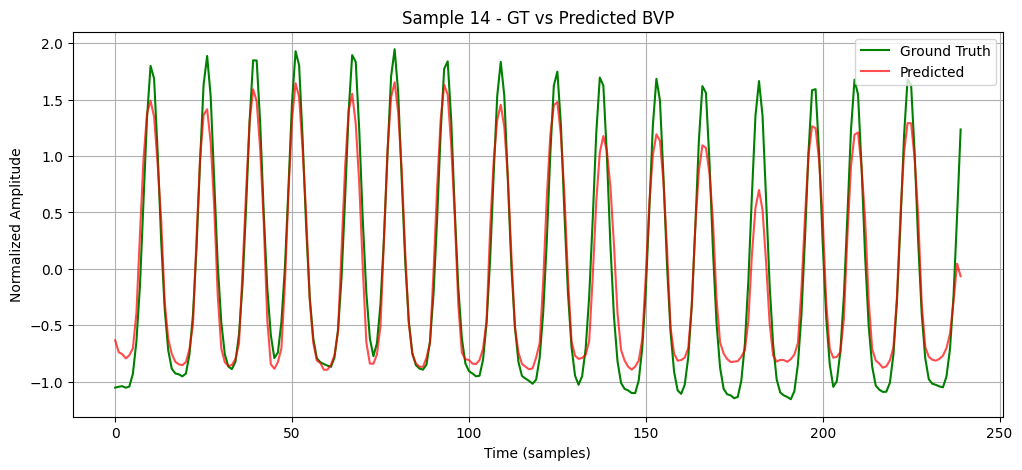 Sample 14 - GT vs Predicted BVP
Ground Truth
Predicted
Normalized Amplitude
2.0
1.5
1.0
0.5
0.0
−0.5
−1.0
0
50
100
150
200
250
Time (samples)